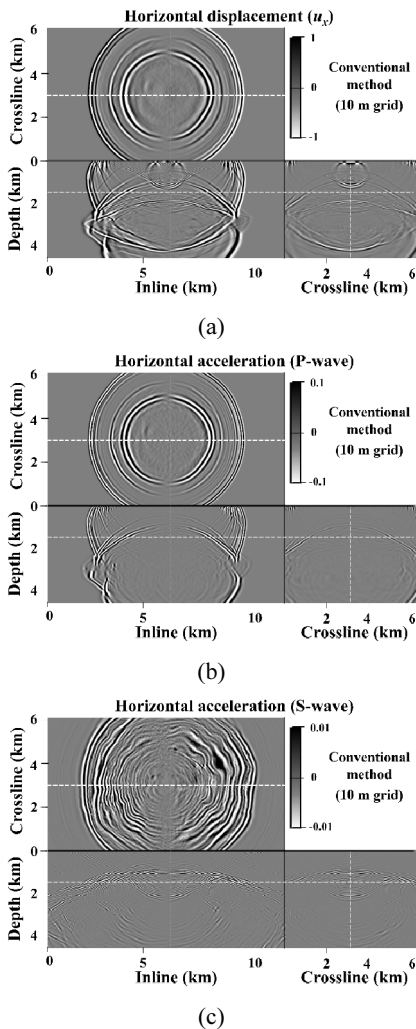 Horizontal displacement (uₓ)
6
4
2
0
Crossline (km)
1
0
-1
Conventional
method
(10 m grid)
2
4
Depth (km)
5
10
0
2
4
6
Inline (km)
Crossline (km)
(a)
Horizontal acceleration (P-wave)
6
4
2
0
Crossline (km)
0.1
0
-0.1
Conventional
method
(10 m grid)
2
4
Depth (km)
5
10
0
2
4
6
Inline (km)
Crossline (km)
(b)
Horizontal acceleration (S-wave)
6
4
2
0
Crossline (km)
0.01
0
-0.01
Conventional
method
(10 m grid)
2
4
Depth (km)
5
10
0
2
4
6
Inline (km)
Crossline (km)
(c)